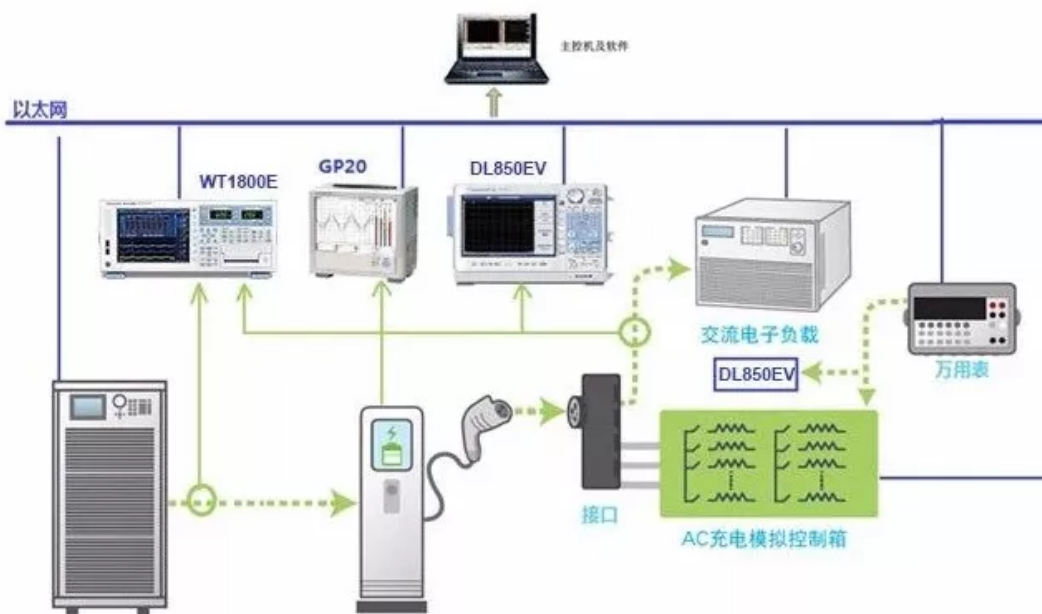 主控机及软件
以太网
WT1800E
GP20
DL850EV
交流电子负载
DL850EV
万用表
接口
AC充电模拟控制箱